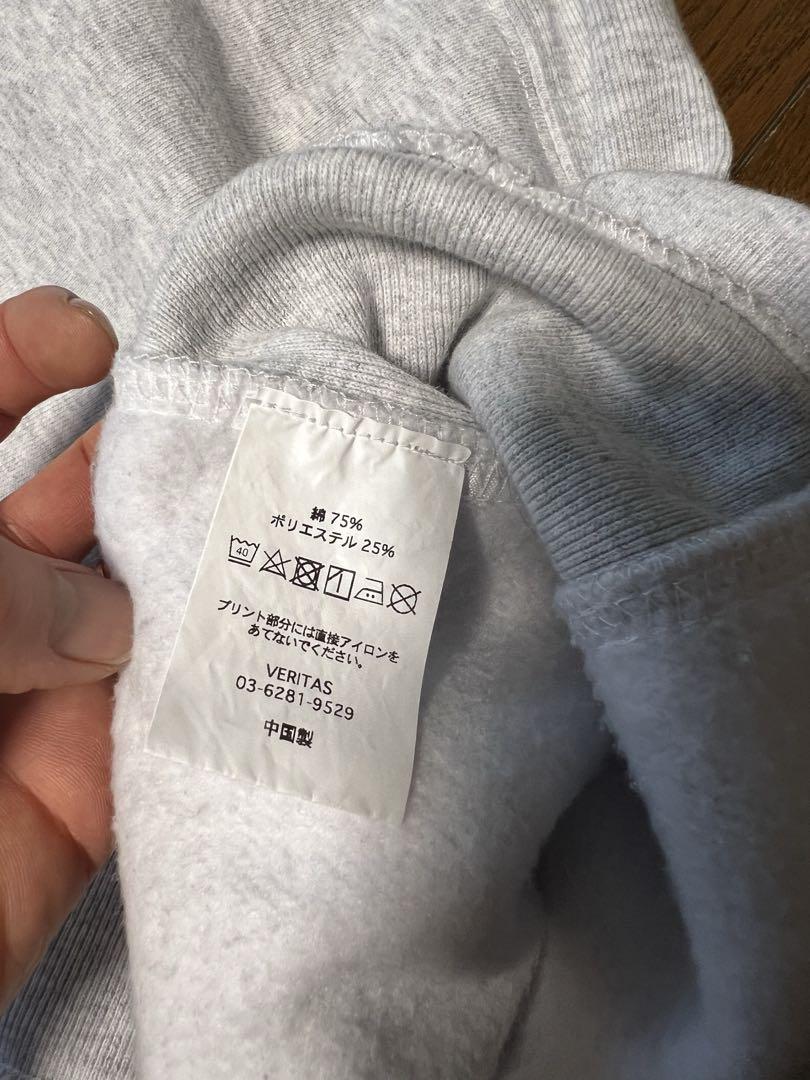 綿 75%
ポリエステル 25%
40
プリント部分には直接アイロンを
あてないでください。
VERITAS
03-6281-9529
中国製